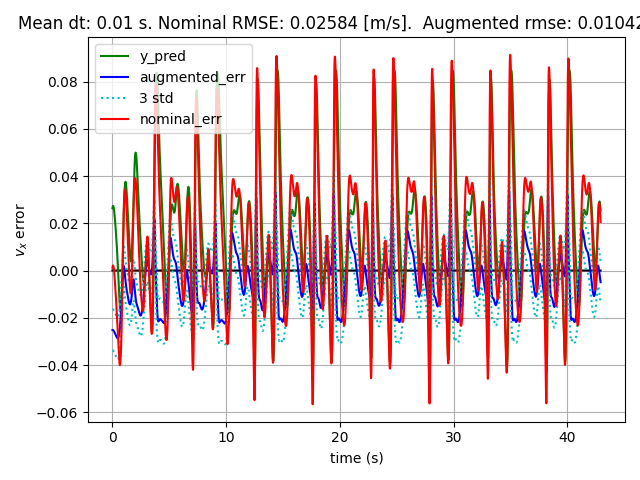 Mean dt: 0.01 s. Nominal RMSE: 0.02584 [m/s].  Augmented rmse: 0.01042
y_pred
augmented_err
3 std
nominal_err
0.08
0.06
0.04
0.02
0.00
−0.02
−0.04
−0.06
vₓ error
0
10
20
30
40
time (s)